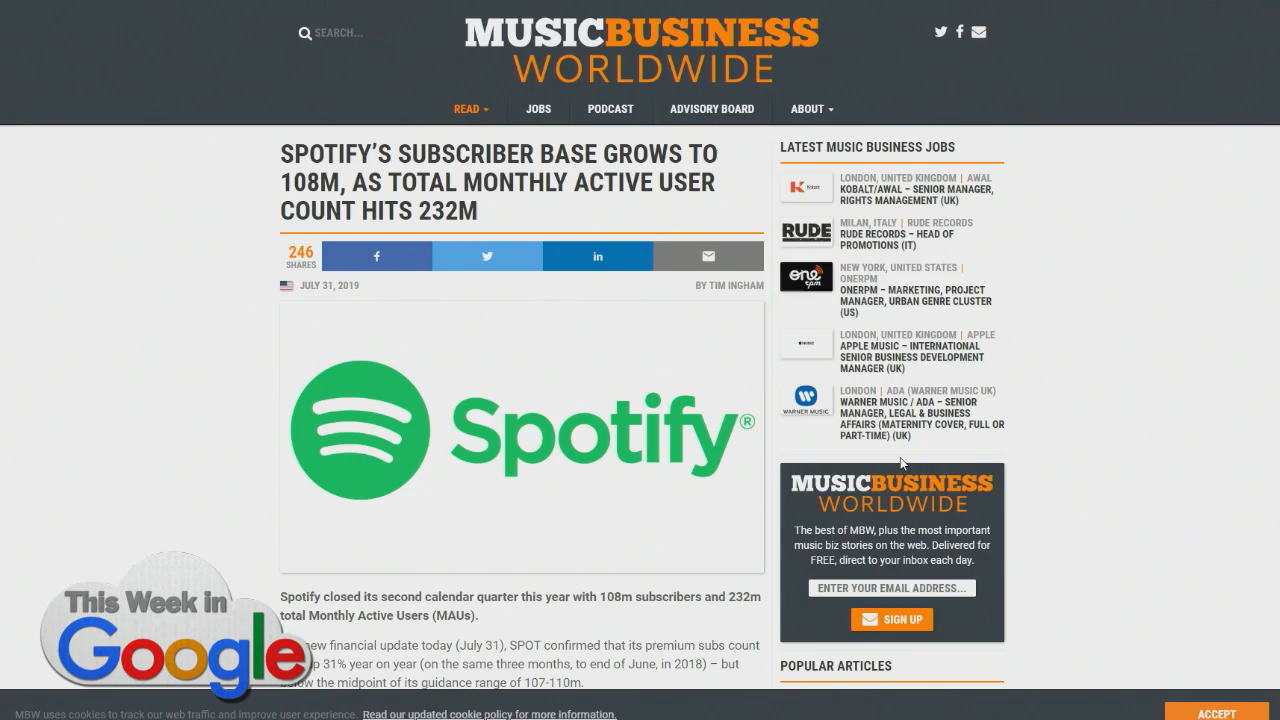 SEARCH...
MUSICBUSINESS
WORLDWIDE
READ
JOBS
PODCAST
ADVISORY BOARD
ABOUT
SPOTIFY'S SUBSCRIBER BASE GROWS TO
108M, AS TOTAL MONTHLY ACTIVE USER
COUNT HITS 232M
246
SHARES
JULY 31, 2019
BY TIM INGHAM
Spotify®
Spotify closed its second calendar quarter this year with 108m subscribers and 232m
total Monthly Active Users (MAUs).
new financial update today (July 31), SPOT confirmed that its premium subs count
31% year on year (on the same three months, to end of June, in 2018) – but
the midpoint of its guidance range of 107-110m.
LATEST MUSIC BUSINESS JOBS
Kobalt
LONDON, UNITED KINGDOM | AWAL
KOBALT/AWAL – SENIOR MANAGER,
RIGHTS MANAGEMENT (UK)
RUDE
MILAN, ITALY | RUDE RECORDS
RUDE RECORDS – HEAD OF
PROMOTIONS (IT)
one rpm
NEW YORK, UNITED STATES |
ONERPM
ONERPM – MARKETING, PROJECT
MANAGER, URBAN GENRE CLUSTER
(US)
LONDON, UNITED KINGDOM | APPLE
APPLE MUSIC – INTERNATIONAL
SENIOR BUSINESS DEVELOPMENT
MANAGER (UK)
WARNER MUSIC
LONDON | ADA (WARNER MUSIC UK)
WARNER MUSIC / ADA – SENIOR
MANAGER, LEGAL & BUSINESS
AFFAIRS (MATERNITY COVER, FULL OR
PART-TIME) (UK)
MUSICBUSINESS
WORLDWIDE
The best of MBW, plus the most important
music biz stories on the web. Delivered for
FREE, direct to your inbox each day.
ENTER YOUR EMAIL ADDRESS...
SIGN UP
POPULAR ARTICLES
This Week in
Google
MBW uses cookies to track our web traffic and improve user experience. Read our updated cookie policy for more information.
ACCEPT